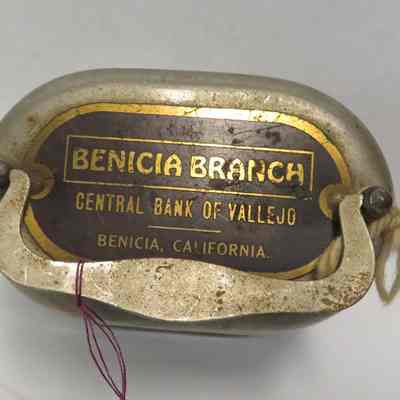 BENICIA BRANCH
CENTRAL BANK OF VALLEJO
BENICIA, CALIFORNIA.